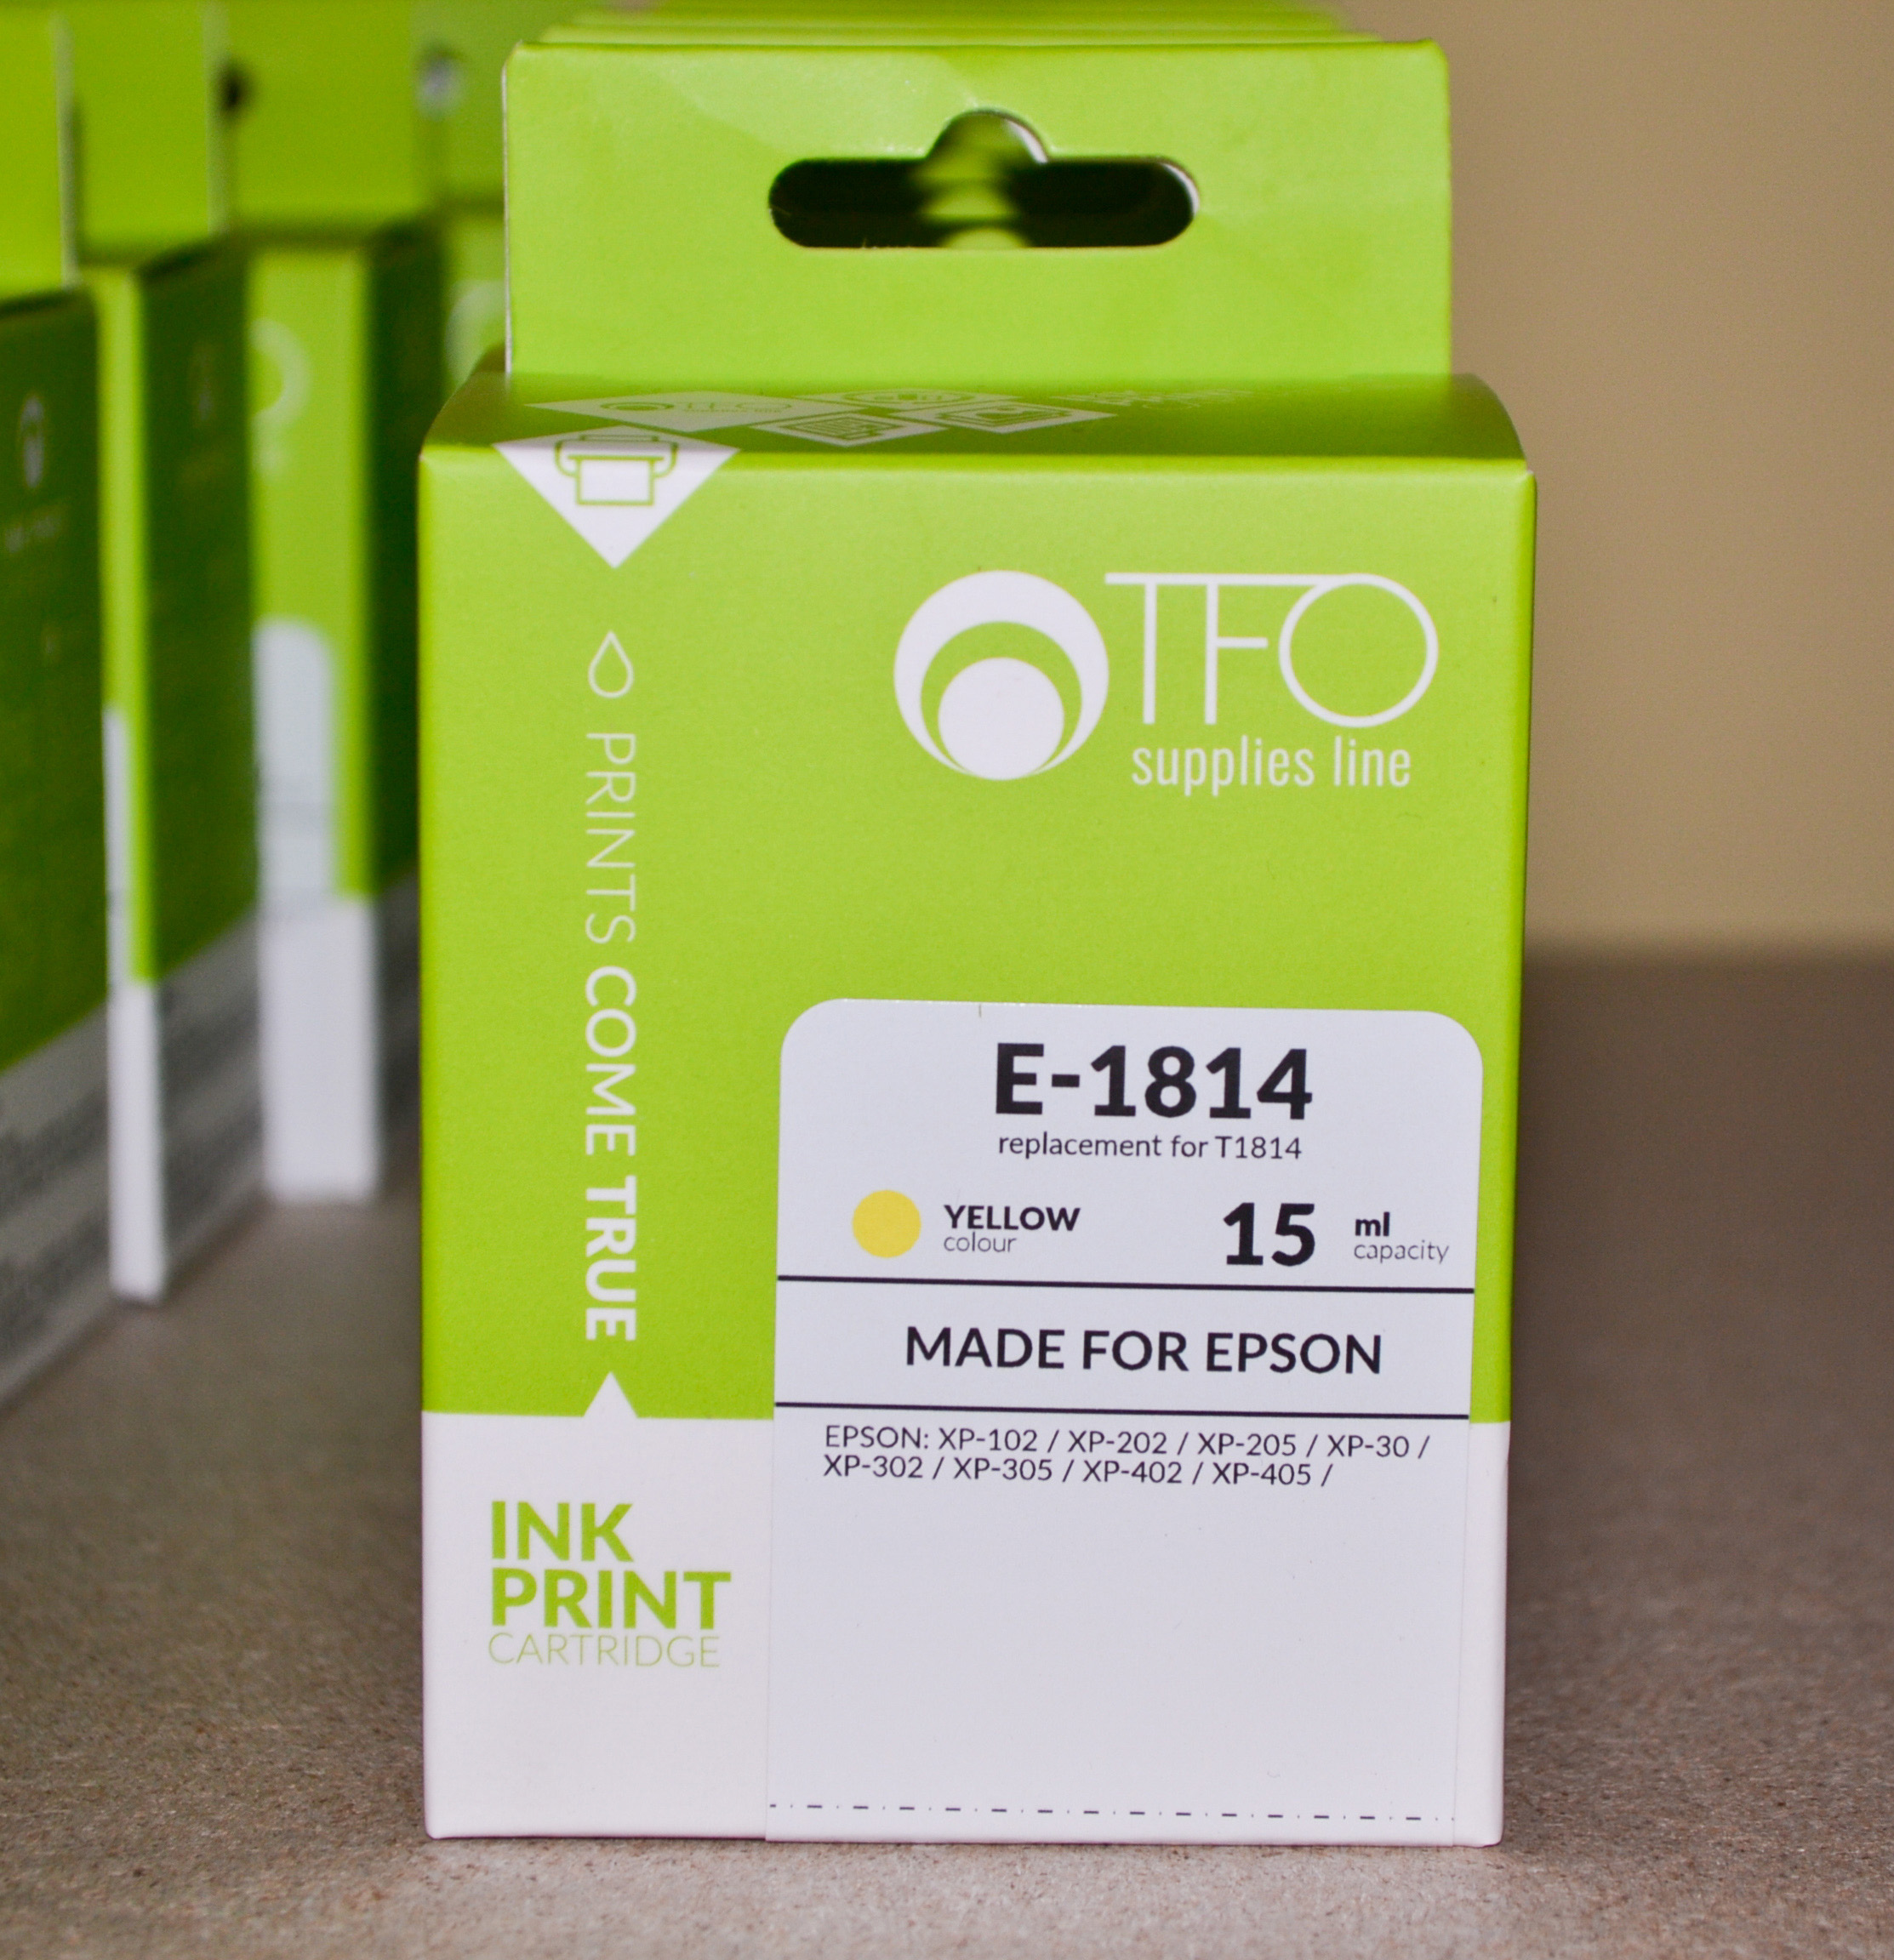 TFO
supplies line
PRINTS COME TRUE
E-1814
replacement for T1814
YELLOW
colour
15 ml
capacity
MADE FOR EPSON
EPSON: XP-102 / XP-202 / XP-205 / XP-30 /
XP-302 / XP-305 / XP-402 / XP-405 /
INK
PRINT
CARTRIDGE